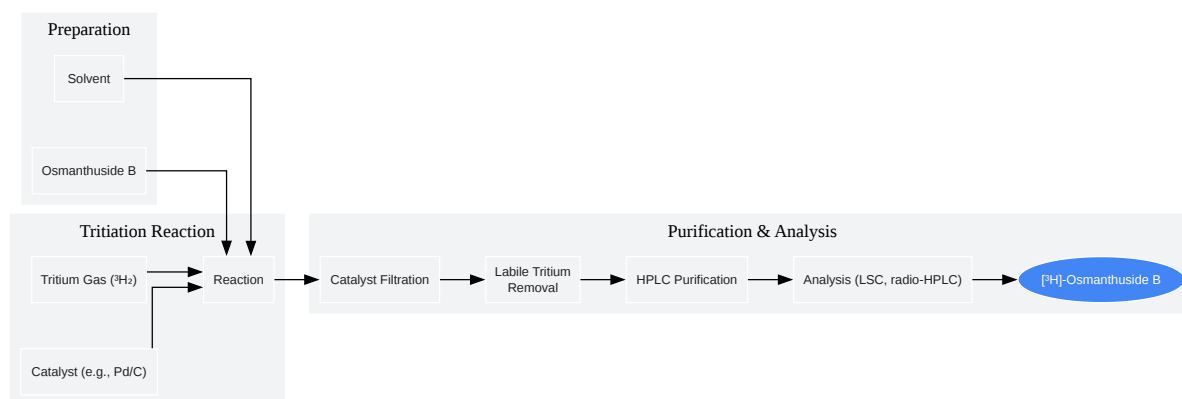 Preparation
Solvent
Osmanthuside B
Tritiation Reaction
Tritium Gas (³H₂)
Reaction
Catalyst (e.g., Pd/C)
Purification & Analysis
Catalyst Filtration
Labile Tritium
Removal
HPLC Purification
Analysis (LSC, radio-HPLC)
[³H]-Osmanthuside B